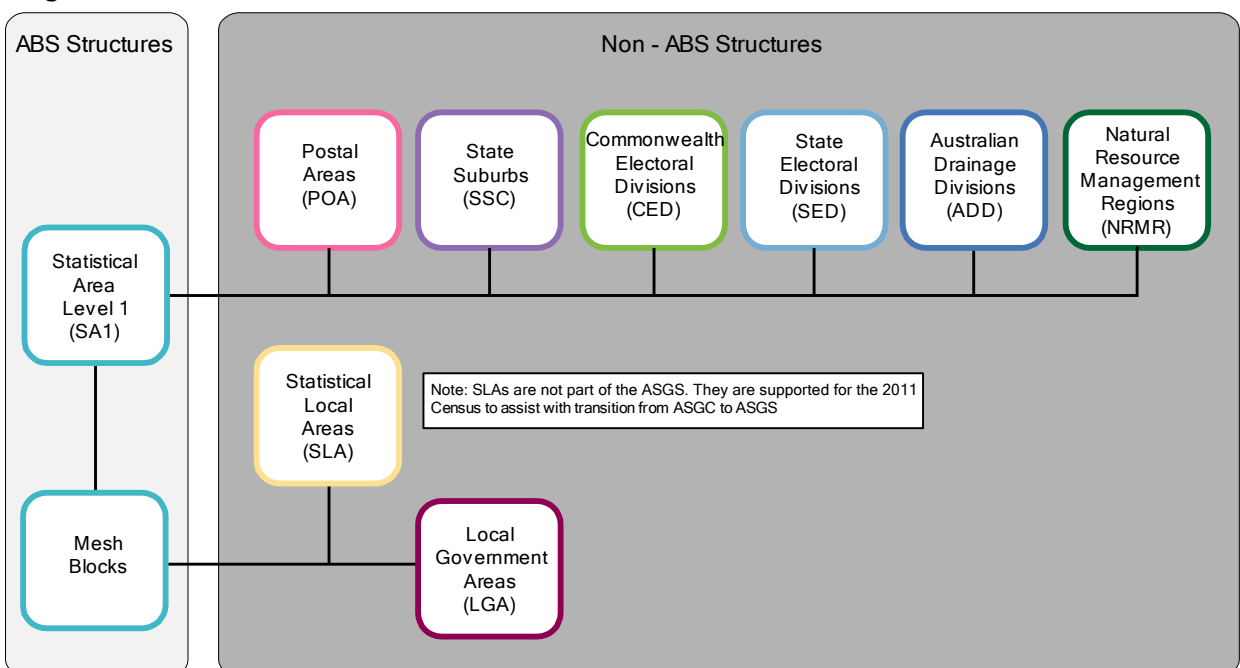 ABS Structures
Non - ABS Structures
Postal
Areas
(POA)
State
Suburbs
(SSC)
Commonwealth
Electoral
Divisions
(CED)
State
Electoral
Divisions
(SED)
Australian
Drainage
Divisions
(ADD)
Natural
Resource
Management
Regions
(NRMR)
Statistical
Area
Level 1
(SA1)
Statistical
Local
Areas
(SLA)
Note: SLAs are not part of the ASGS. They are supported for the 2011
Census to assist with transition from ASGC to ASGS
Mesh
Blocks
Local
Government
Areas
(LGA)